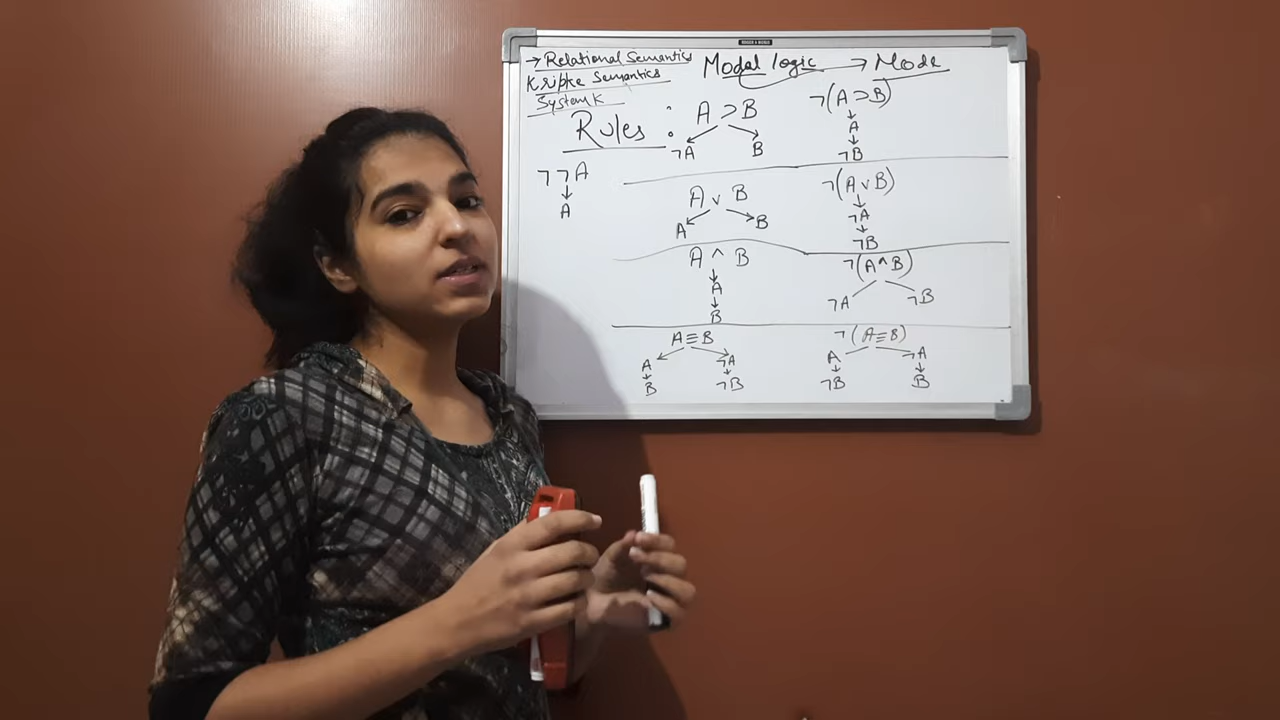 → Relational Semantics
Kripke Semantics
System K
Modal logic → Mode
Rules :
¬¬A
↓
A
A ⊃ B
¬A B
¬(A ⊃ B)
↓
A
↓
¬B
A ∨ B
A B
¬(A ∨ B)
↓
¬A
↓
¬B
A ^ B
↓
A
↓
B
¬(A ^ B)
¬A ¬B
A ≡ B
A ¬A
↓ ↓
B ¬B
¬(A ≡ B)
A ¬A
↓ ↓
¬B B